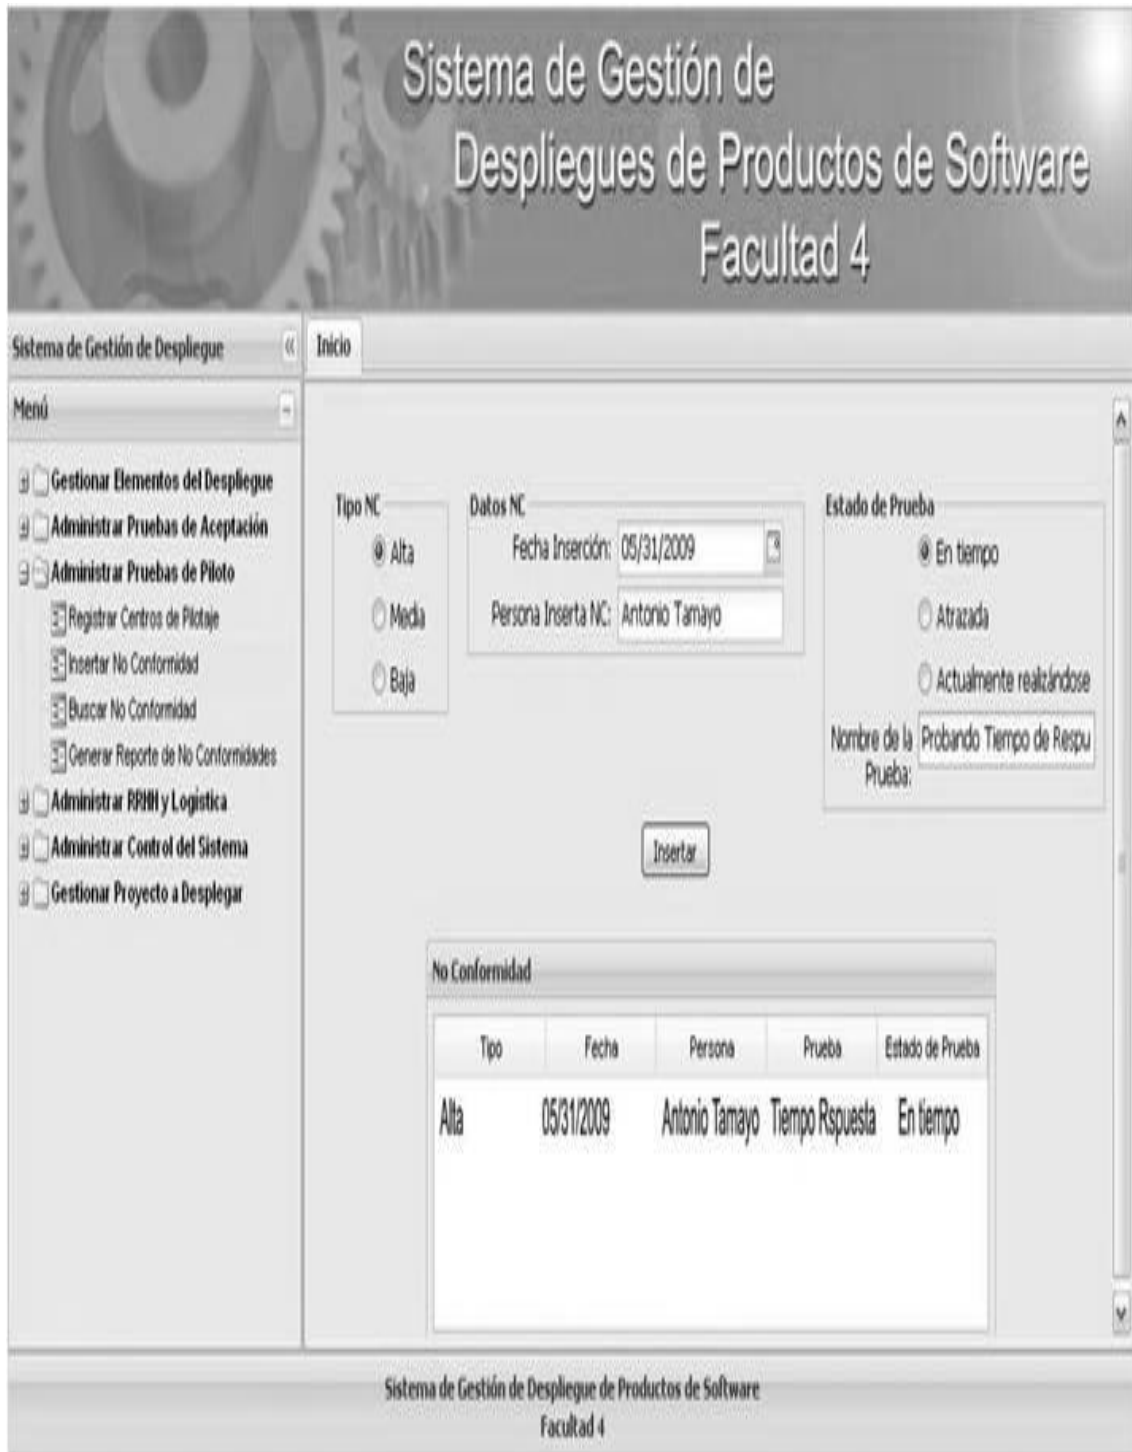 Sistema de Gestión de
Despliegues de Productos de Software
Facultad 4
Sistema de Gestión de Despliegue
Inicio
Menú
Gestionar Elementos del Despliegue
Administrar Pruebas de Aceptación
Administrar Pruebas de Piloto
Registrar Centros de Pilotaje
Insertar No Conformidad
Buscar No Conformidad
Generar Reporte de No Conformidades
Administrar RRHH y Logística
Administrar Control del Sistema
Gestionar Proyecto a Desplegar
Tipo NC
Alta
Media
Baja
Datos NC
Fecha Inserción: 05/31/2009
Persona Inserta NC: Antonio Tamayo
Estado de Prueba
En tiempo
Atrazada
Actualmente realizándose
Nombre de la Prueba: Probando Tiempo de Respu
Insertar
No Conformidad
Tipo Fecha Persona Prueba Estado de Prueba
Alta 05/31/2009 Antonio Tamayo Tiempo Rspuesta En tiempo
Sistema de Gestión de Despliegue de Productos de Software
Facultad 4